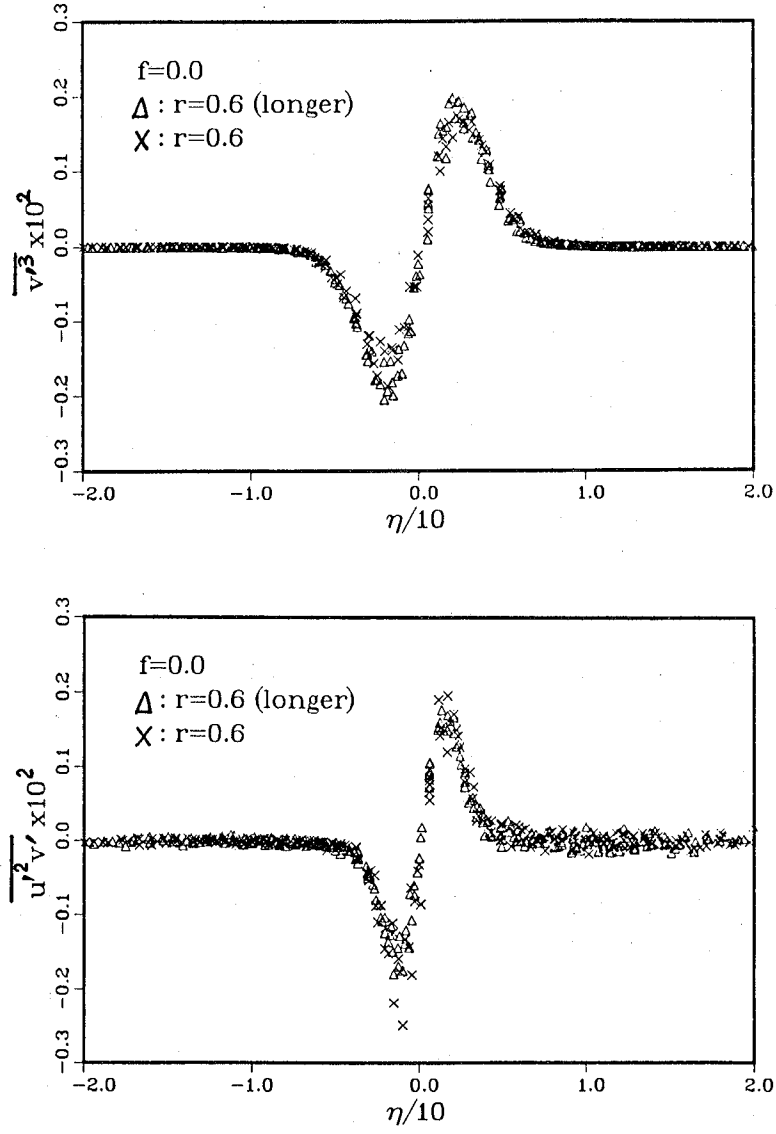 0.3
0.2
0.1
0.0
-0.1
-0.2
-0.3
f=0.0
Δ : r=0.6 (longer)
X : r=0.6
v′³ x10²
-2.0 -1.0 0.0 1.0 2.0
η/10
0.3
0.2
0.1
0.0
-0.1
-0.2
-0.3
f=0.0
Δ : r=0.6 (longer)
X : r=0.6
u′²v′ x10²
-2.0 -1.0 0.0 1.0 2.0
η/10